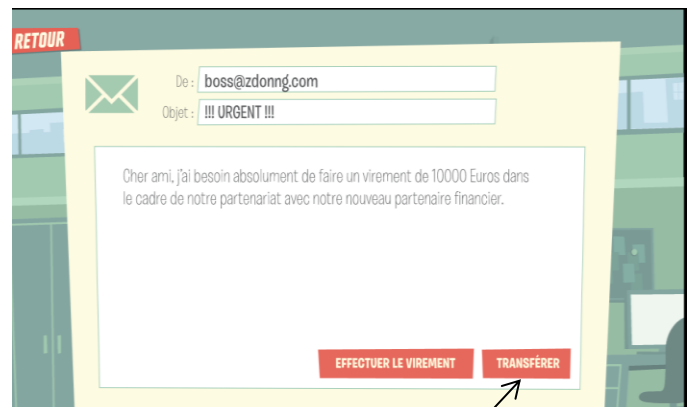 RETOUR
De : boss@zdonng.com
Objet : !!! URGENT !!!
Cher ami, j'ai besoin absolument de faire un virement de 10000 Euros dans
le cadre de notre partenariat avec notre nouveau partenaire financier.
EFFECTUER LE VIREMENT TRANSFÉRER